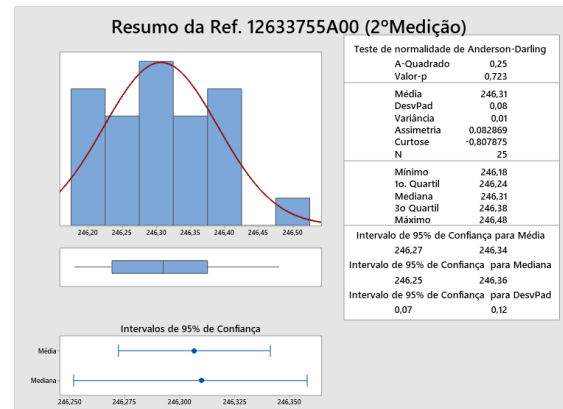 Resumo da Ref. 12633755A00 (2ºMedição)
246,20 246,25 246,30 246,35 246,40 246,45 246,50
Intervalos de 95% de Confiança
Média
Mediana
246,250 246,275 246,300 246,325 246,350
Teste de normalidade de Anderson-Darling
A-Quadrado 0,25
Valor-p 0,723
Média 246,31
DesvPad 0,08
Variância 0,01
Assimetria 0,082869
Curtose -0,807875
N 25
Mínimo 246,18
1o. Quartil 246,24
Mediana 246,31
3o Quartil 246,38
Máximo 246,48
Intervalo de 95% de Confiança para Média
246,27 246,34
Intervalo de 95% de Confiança para Mediana
246,25 246,36
Intervalo de 95% de Confiança para DesvPad
0,07 0,12